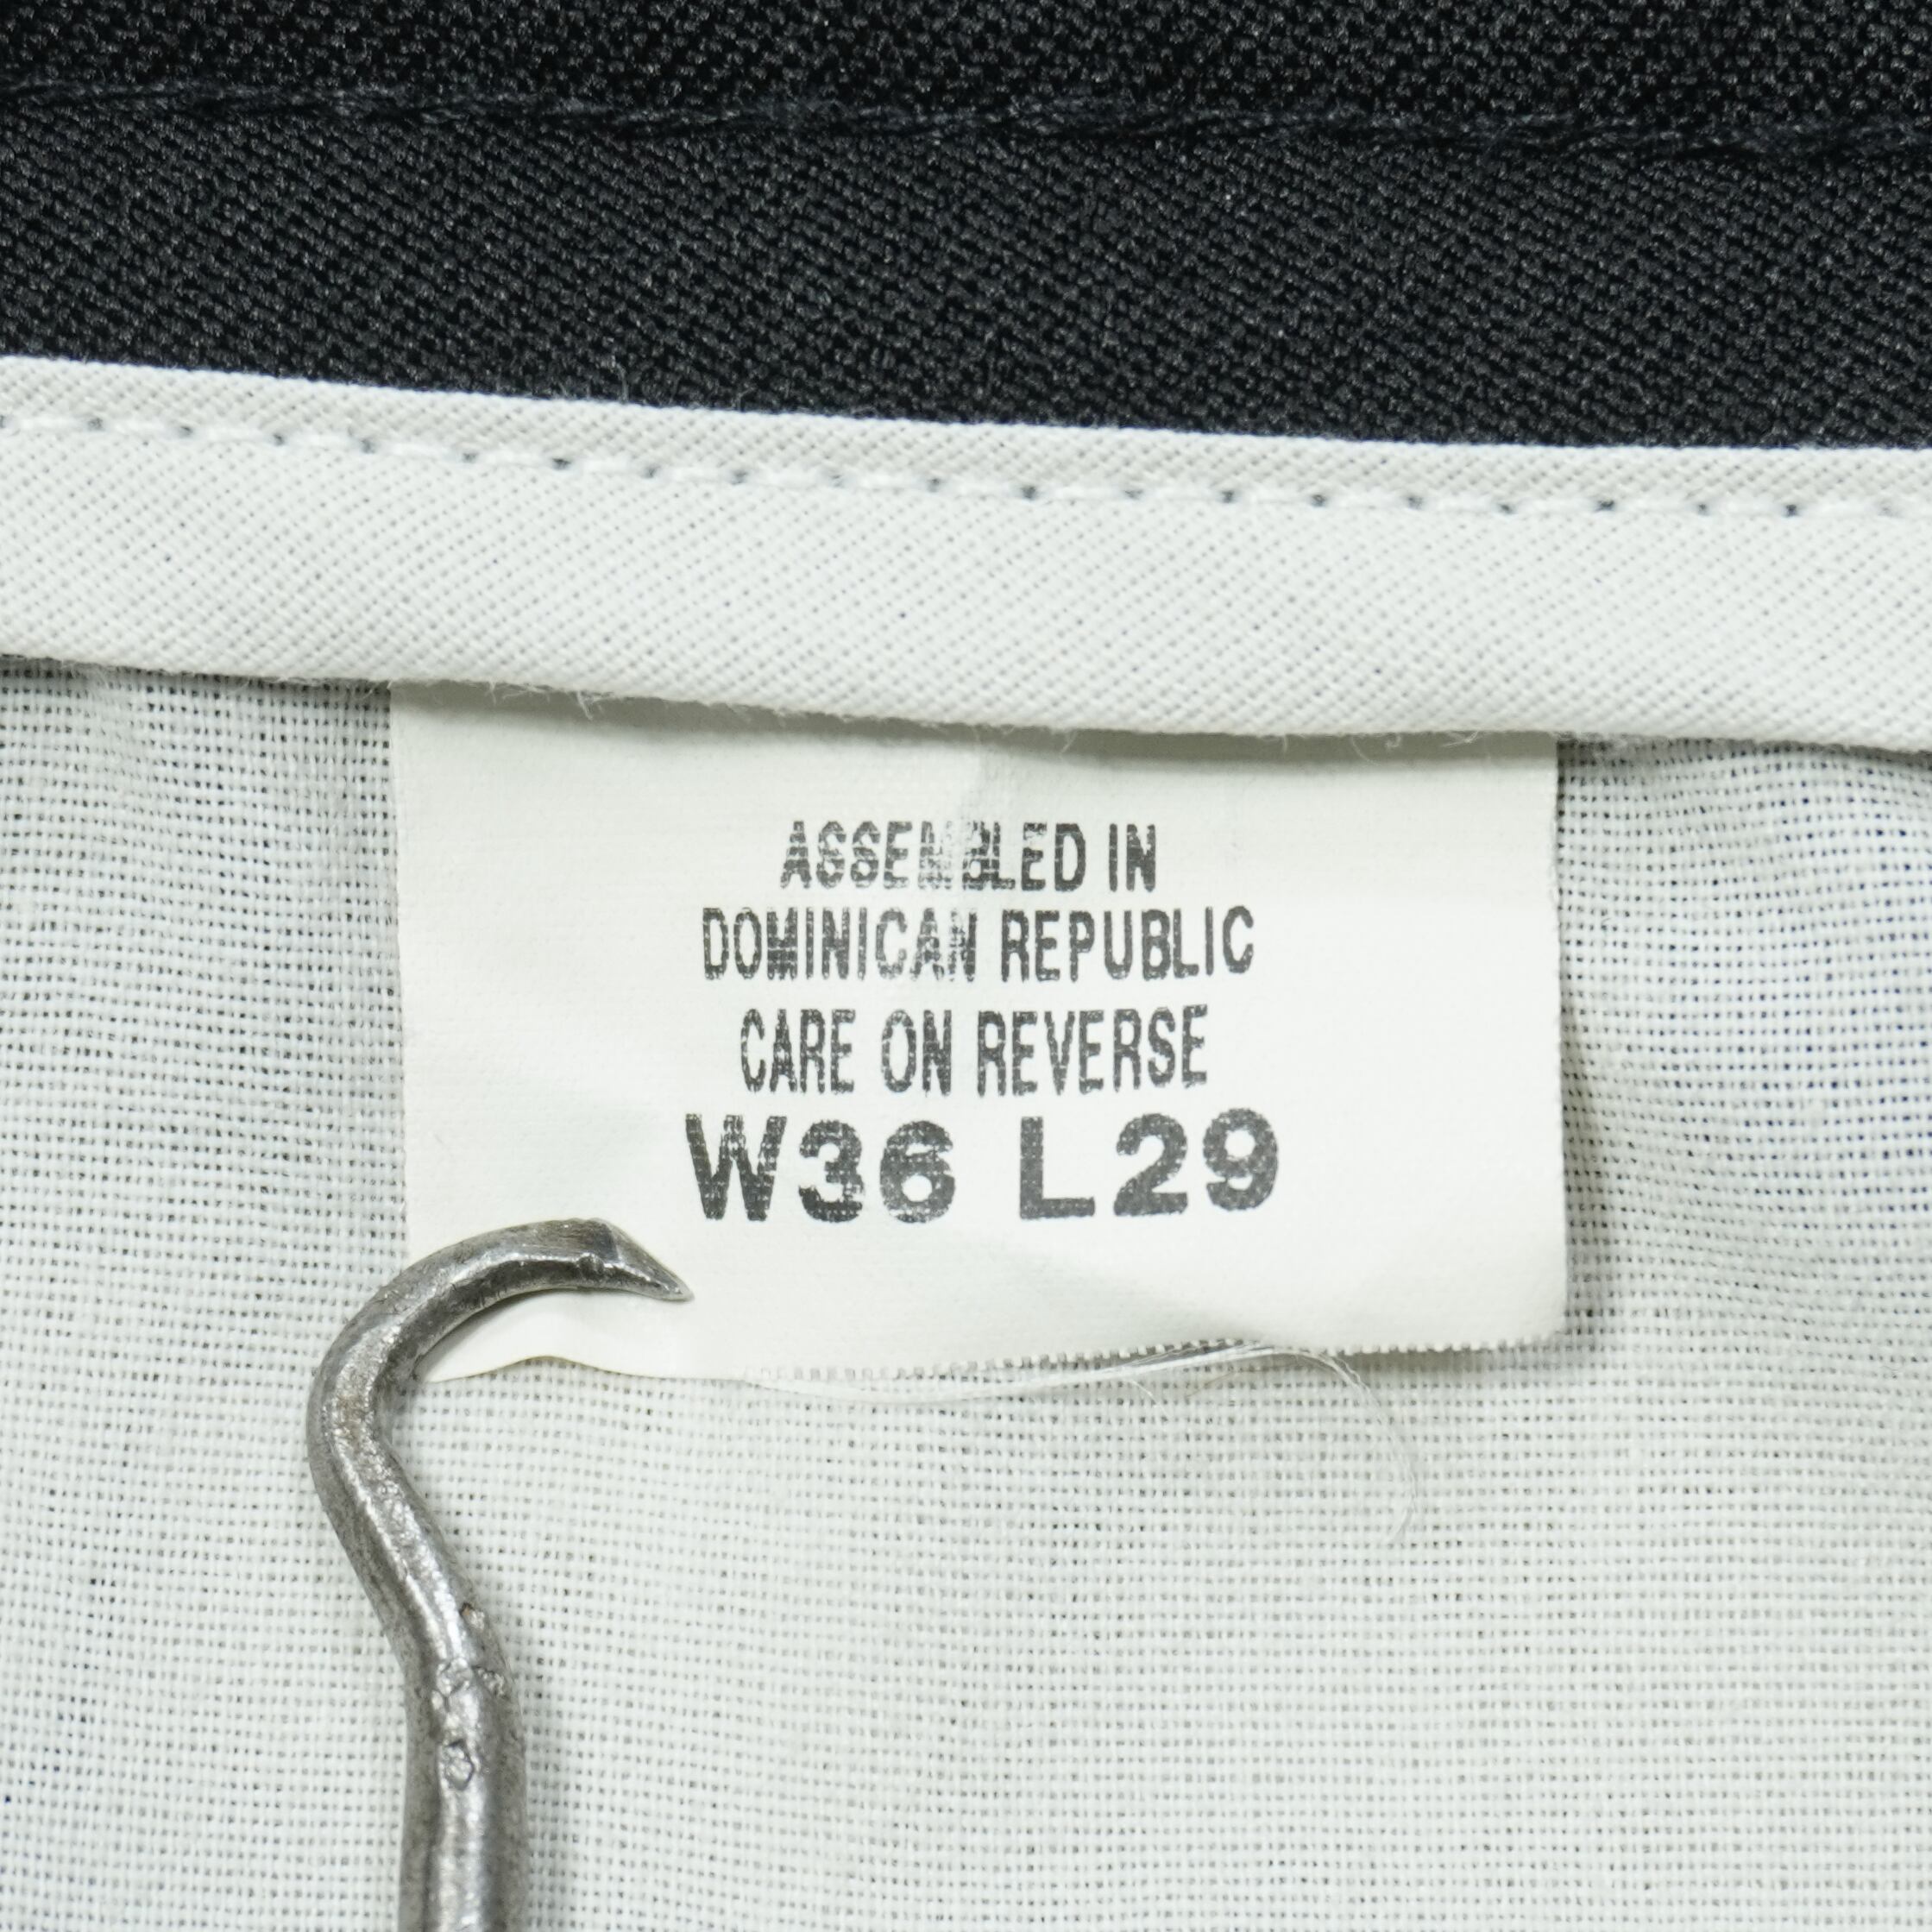 ASSEMBLED IN
DOMINICAN REPUBLIC
CARE ON REVERSE
W36 L29